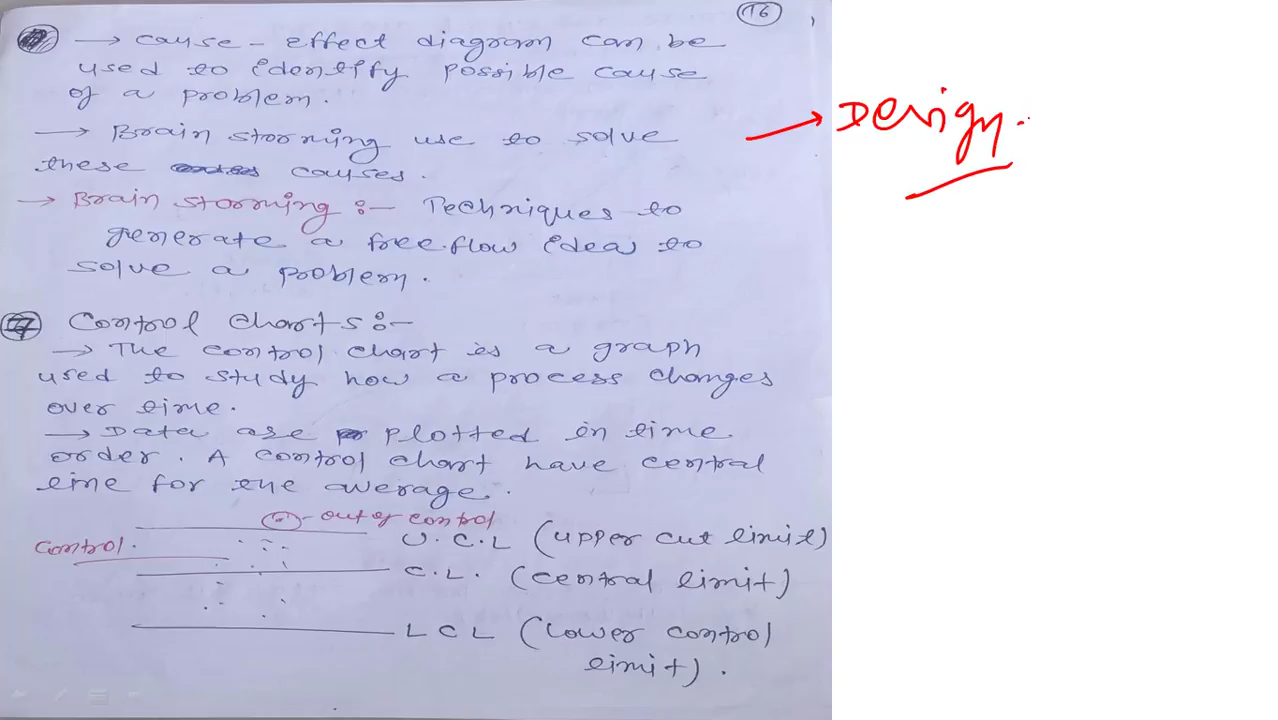 16
→ cause - effect diagram can be
used to identify possible cause
of a problem.
→ Brain storming use to solve
these causes.
→ Brain storming :- Techniques to
generate a free flow idea to
solve a problem.
7 Control Charts :-
→ The control chart is a graph
used to study how a process changes
over time.
→ Data are plotted in time
order. A control chart have central
line for the average.
out of control
control.
U.C.L (upper cut limit)
C.L. (central limit)
L C L (lower control
limit).
→ Design.